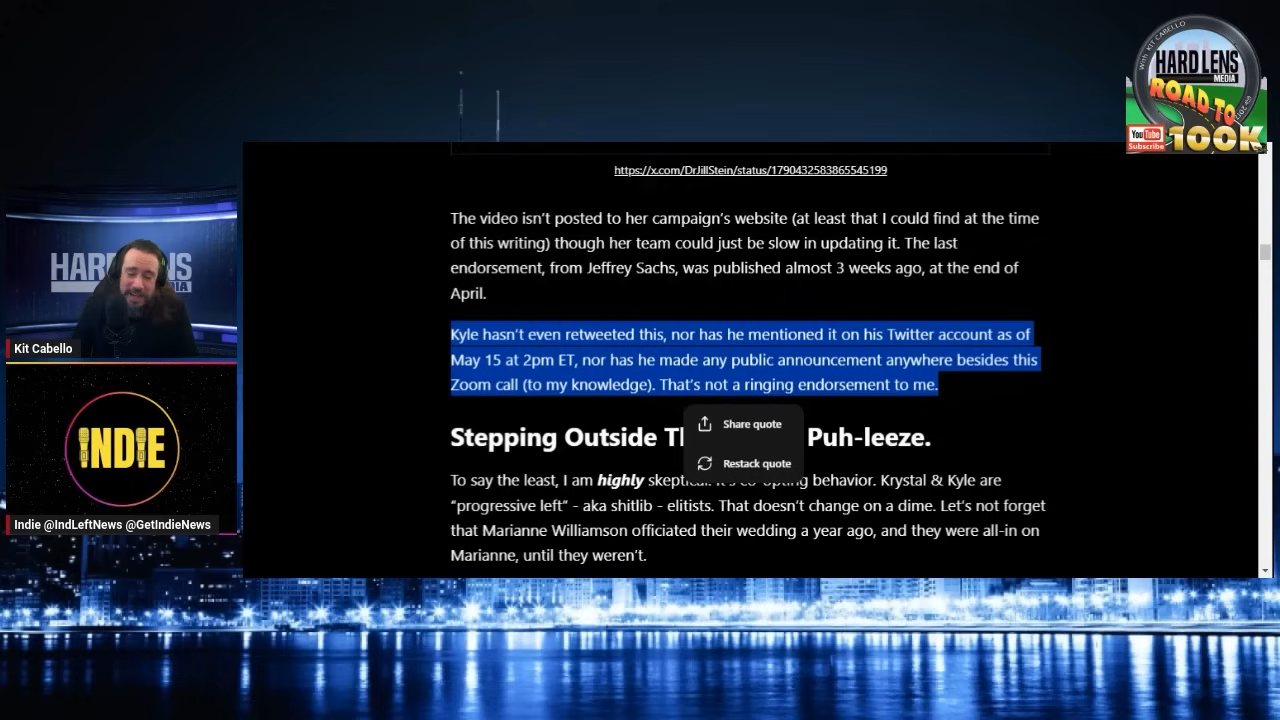 With KIT CABELLO
HARD LENS
MEDIA
ROAD TO
100K
YouTube
Subscribe
https://x.com/DrJillStein/status/1790432583865545199
The video isn't posted to her campaign's website (at least that I could find at the time
of this writing) though her team could just be slow in updating it. The last
endorsement, from Jeffrey Sachs, was published almost 3 weeks ago, at the end of
April.
Kyle hasn't even retweeted this, nor has he mentioned it on his Twitter account as of
May 15 at 2pm ET, nor has he made any public announcement anywhere besides this
Zoom call (to my knowledge). That's not a ringing endorsement to me.
Share quote
Restack quote
Stepping Outside Puh-leeze.
To say the least, I am highly behavior. Krystal & Kyle are
"progressive left" - aka shitlib - elitists. That doesn't change on a dime. Let's not forget
that Marianne Williamson officiated their wedding a year ago, and they were all-in on
Marianne, until they weren't.
Kit Cabello
INDIE
Indie @IndLeftNews @GetIndieNews